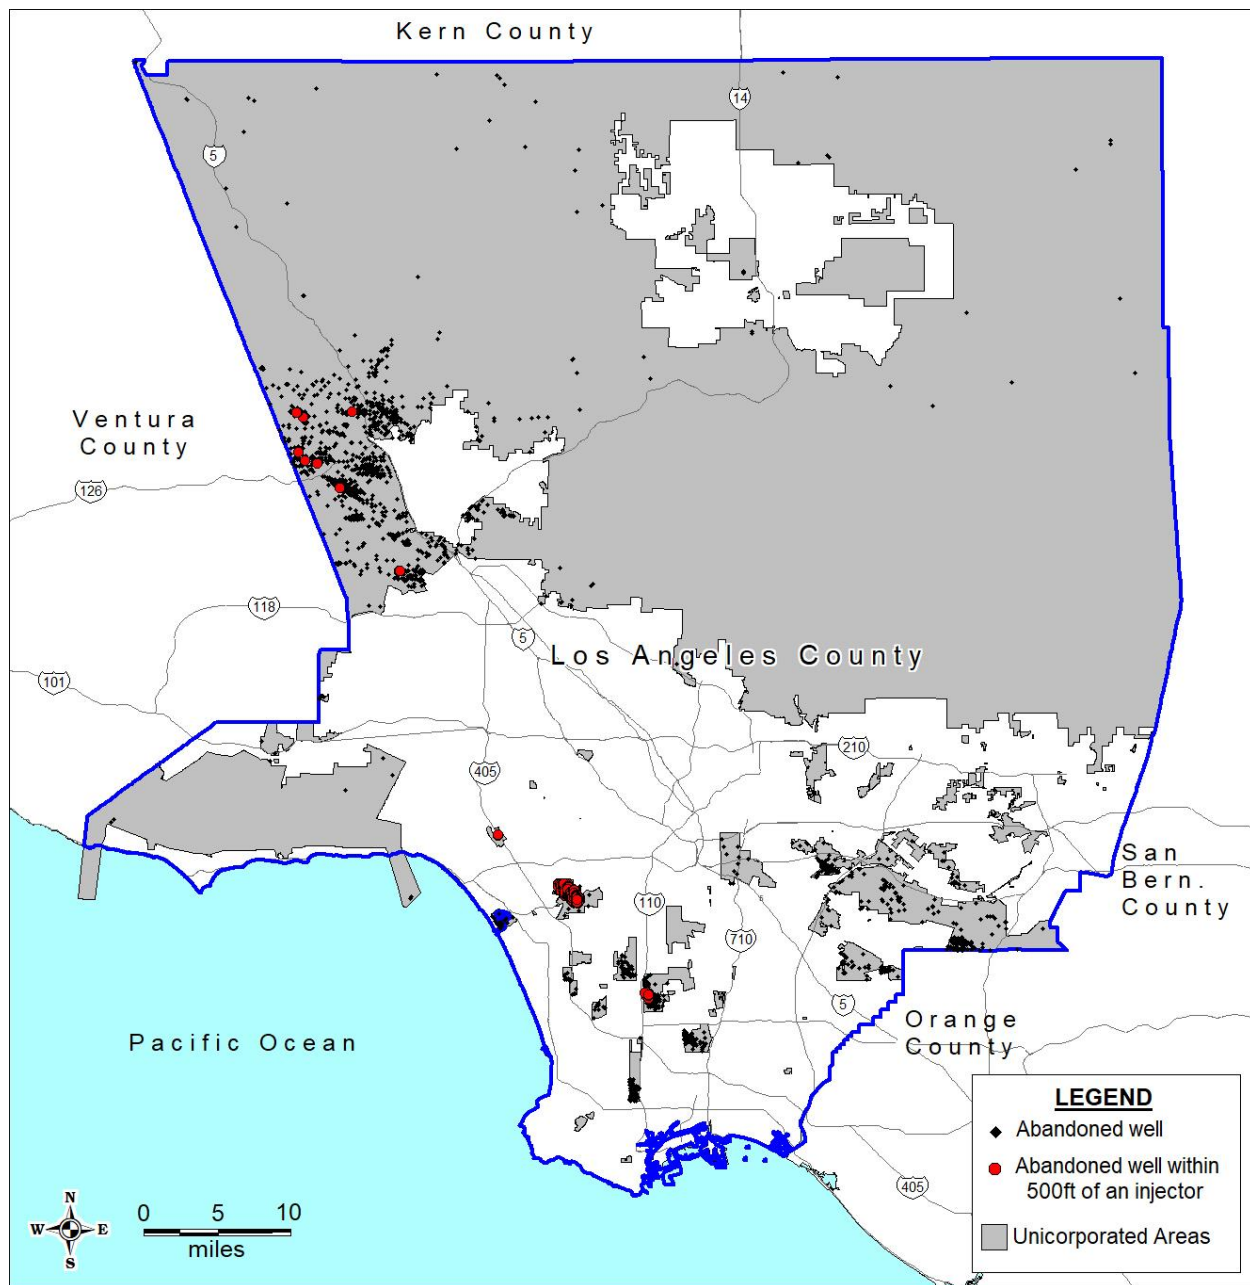 Kern County
14
5
Ventura
County
126
118
5
Los Angeles County
101
210
405
San
Bern.
County
110
710
5
Orange
County
Pacific Ocean
LEGEND
Abandoned well
Abandoned well within
500ft of an injector
Unicorporated Areas
405
N
W E
S
0 5 10
miles